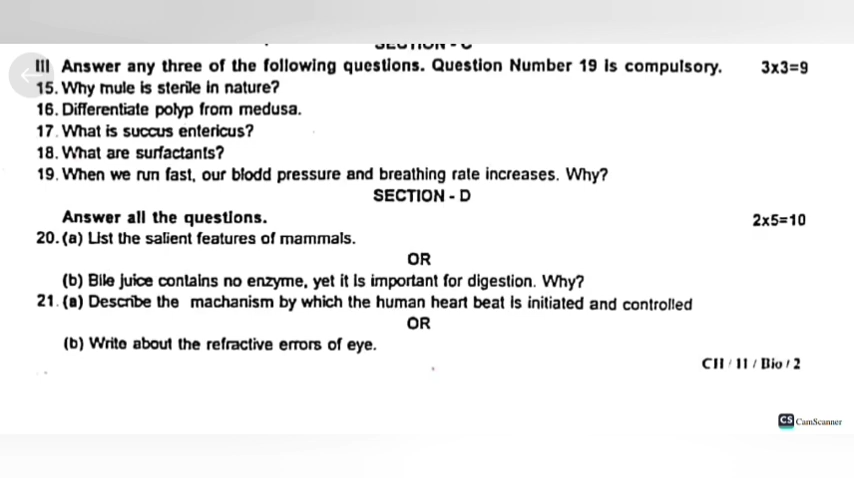 SECTION - C
III Answer any three of the following questions. Question Number 19 is compulsory. 3x3=9
15. Why mule is sterile in nature?
16. Differentiate polyp from medusa.
17. What is succus entericus?
18. What are surfactants?
19. When we run fast, our blodd pressure and breathing rate increases. Why?
SECTION - D
Answer all the questions. 2x5=10
20. (a) List the salient features of mammals.
OR
(b) Bile juice contains no enzyme, yet it is important for digestion. Why?
21. (a) Describe the machanism by which the human heart beat is initiated and controlled
OR
(b) Write about the refractive errors of eye.
CH / 11 / Bio / 2
CS CamScanner